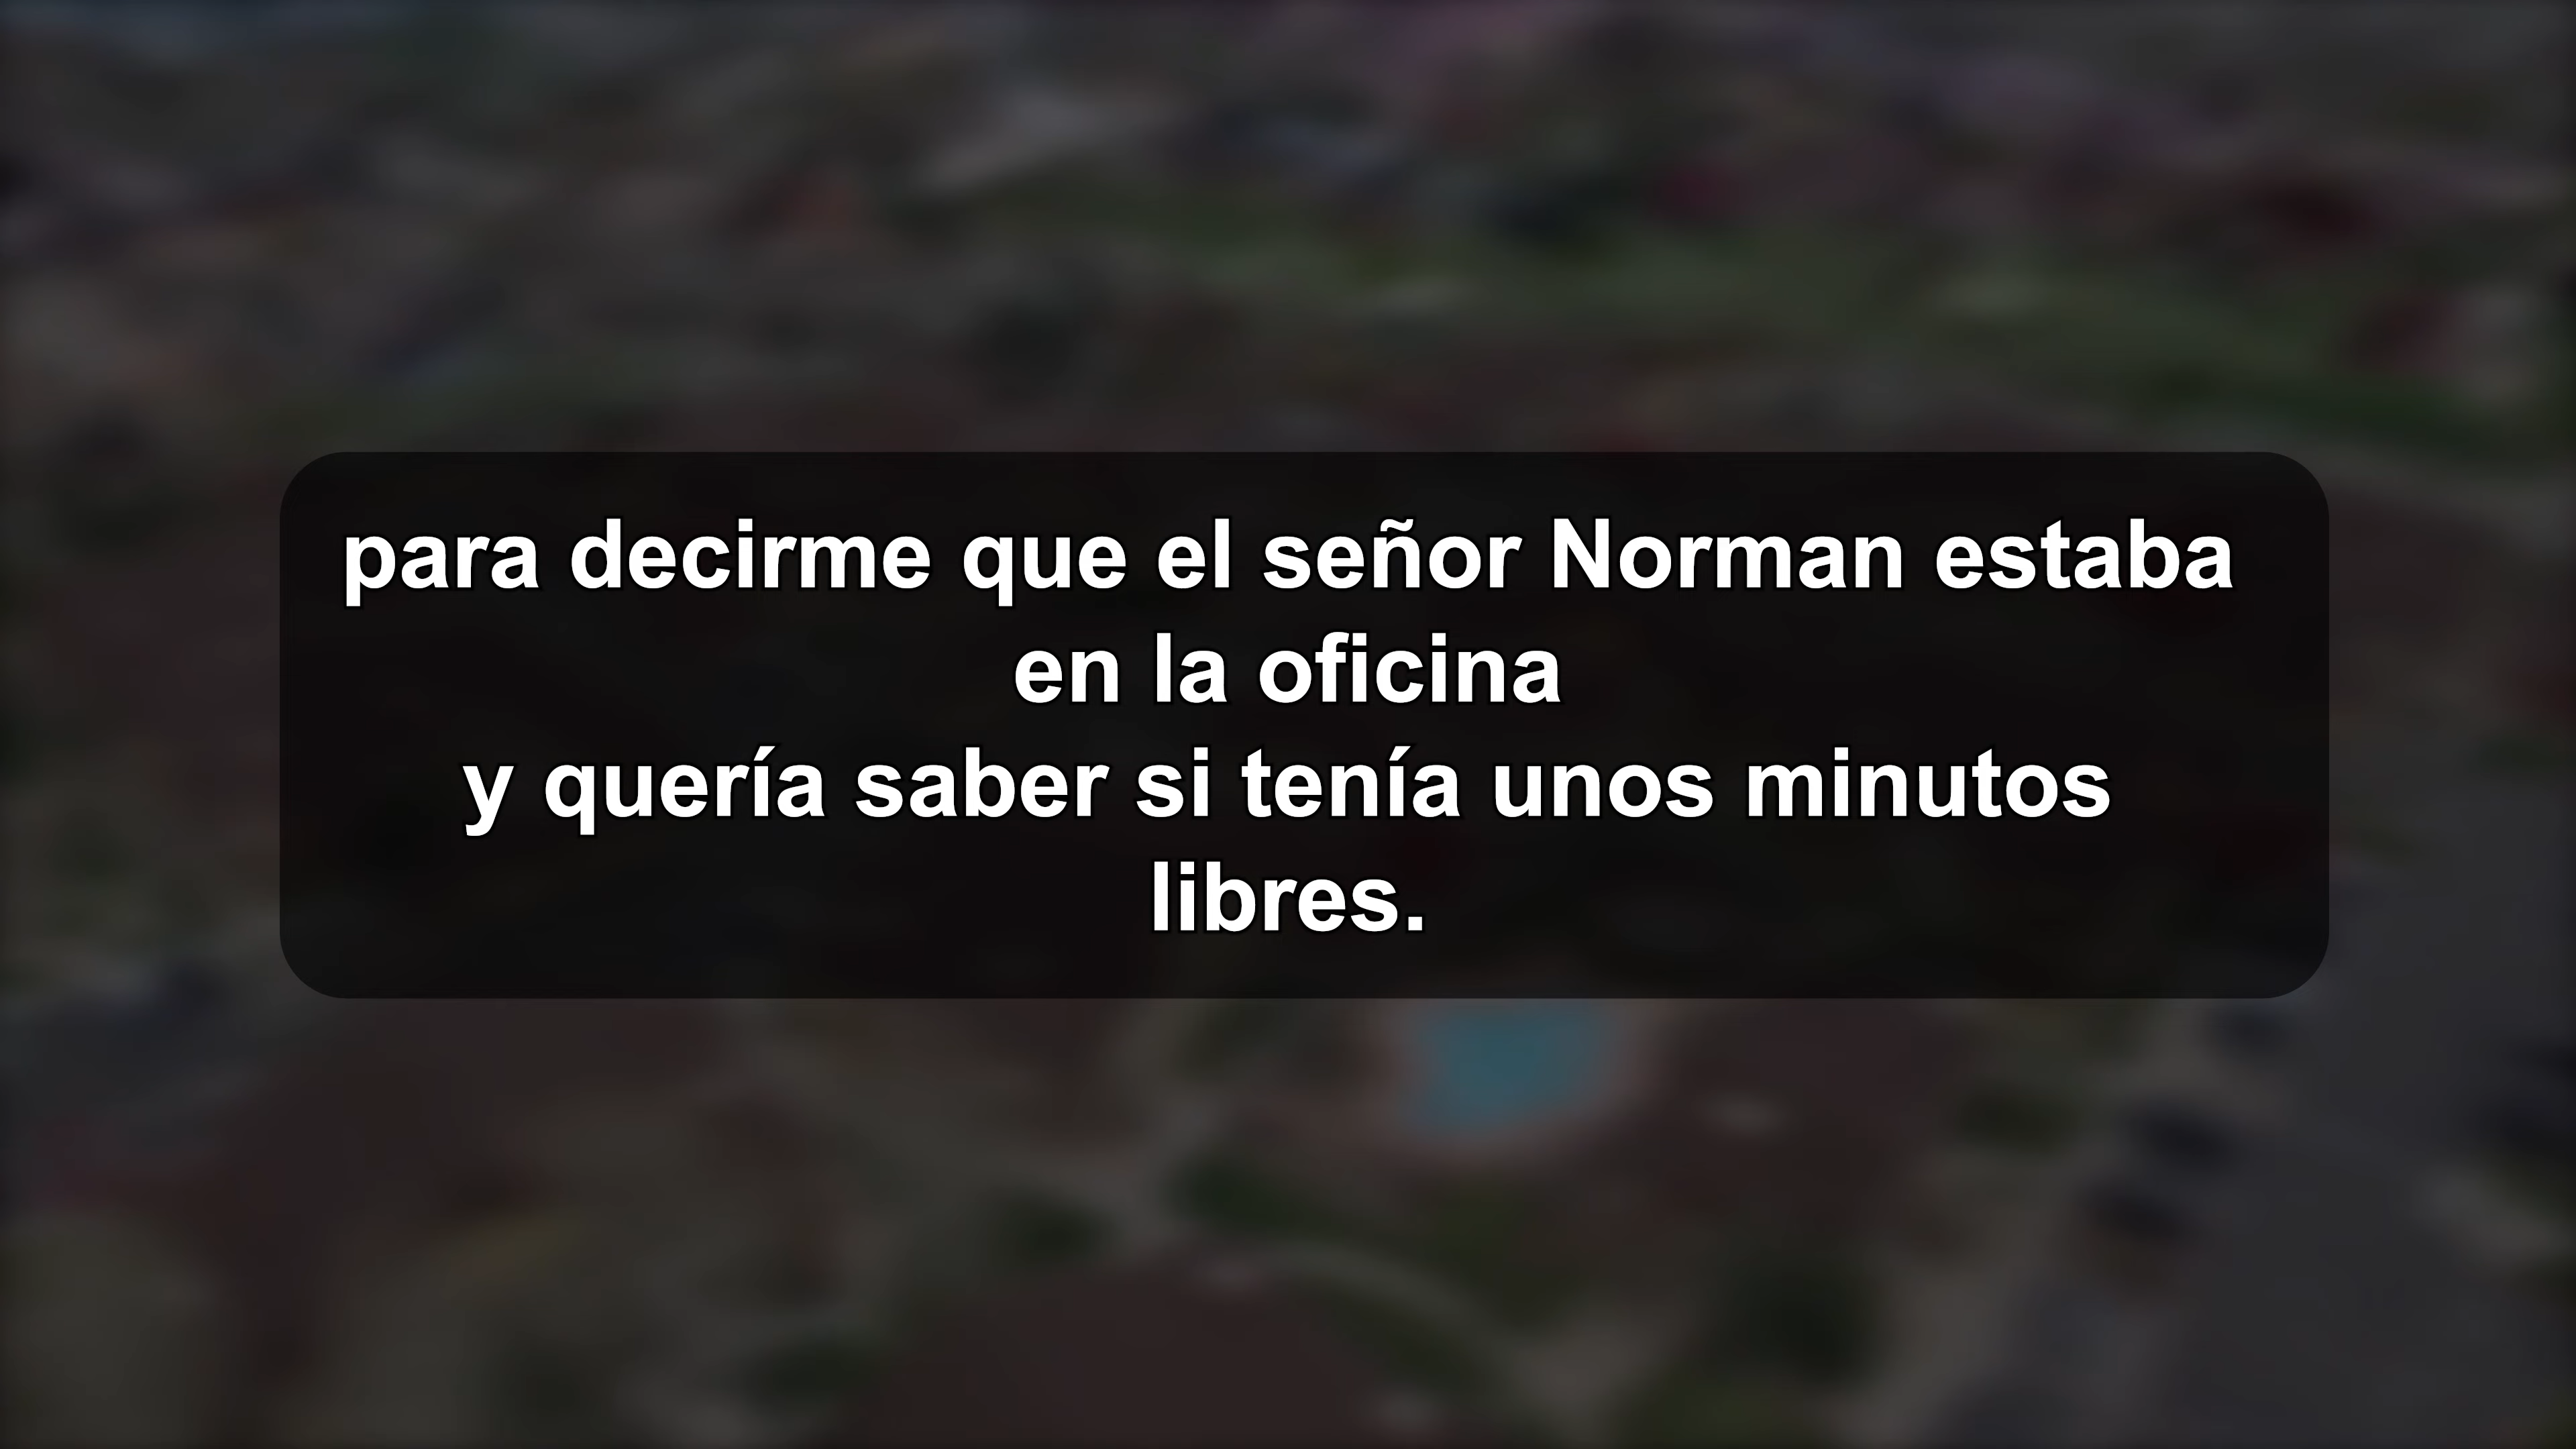 para decirme que el señor Norman estaba
en la oficina
y quería saber si tenía unos minutos
libres.